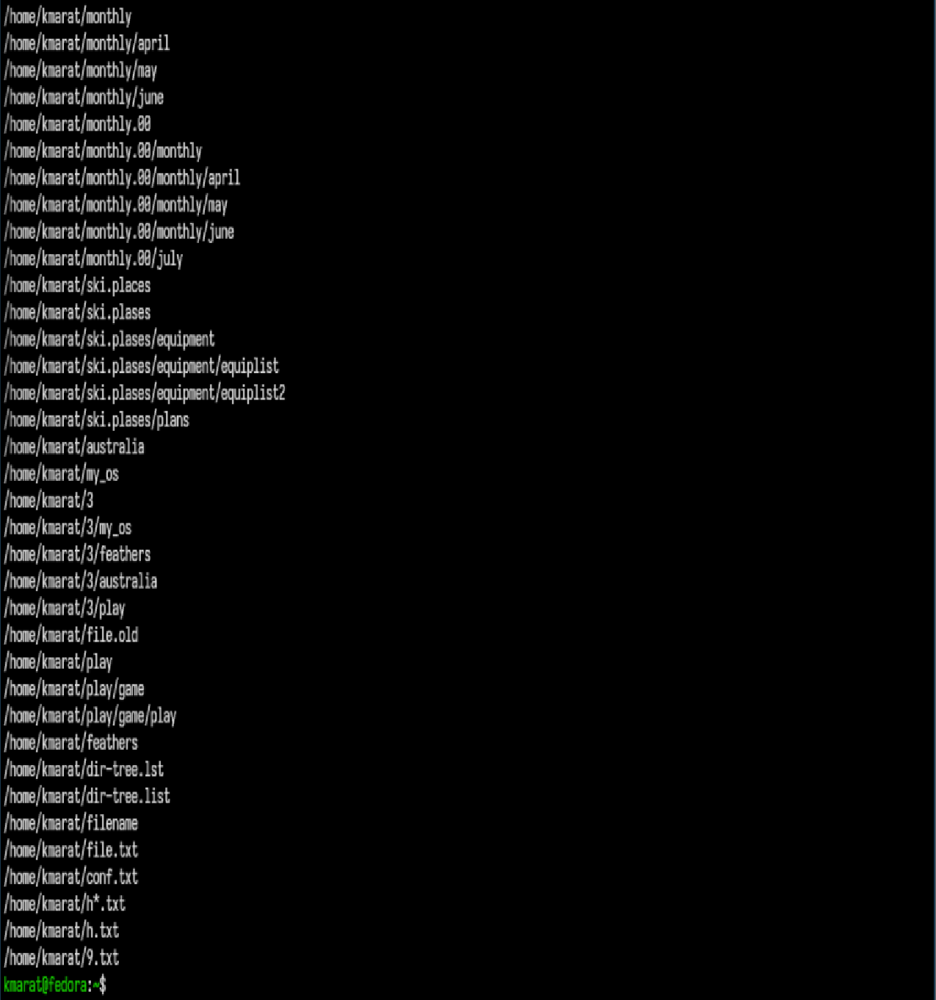 /home/kmarat/monthly
/home/kmarat/monthly/april
/home/kmarat/monthly/may
/home/kmarat/monthly/june
/home/kmarat/monthly.00
/home/kmarat/monthly.00/monthly
/home/kmarat/monthly.00/monthly/april
/home/kmarat/monthly.00/monthly/may
/home/kmarat/monthly.00/monthly/june
/home/kmarat/monthly.00/july
/home/kmarat/ski.places
/home/kmarat/ski.plases
/home/kmarat/ski.plases/equipment
/home/kmarat/ski.plases/equipment/equiplist
/home/kmarat/ski.plases/equipment/equiplist2
/home/kmarat/ski.plases/plans
/home/kmarat/australia
/home/kmarat/my_os
/home/kmarat/3
/home/kmarat/3/my_os
/home/kmarat/3/feathers
/home/kmarat/3/australia
/home/kmarat/3/play
/home/kmarat/file.old
/home/kmarat/play
/home/kmarat/play/game
/home/kmarat/play/game/play
/home/kmarat/feathers
/home/kmarat/dir-tree.lst
/home/kmarat/dir-tree.list
/home/kmarat/filename
/home/kmarat/file.txt
/home/kmarat/conf.txt
/home/kmarat/h*.txt
/home/kmarat/h.txt
/home/kmarat/9.txt
kmarat@fedora:~$